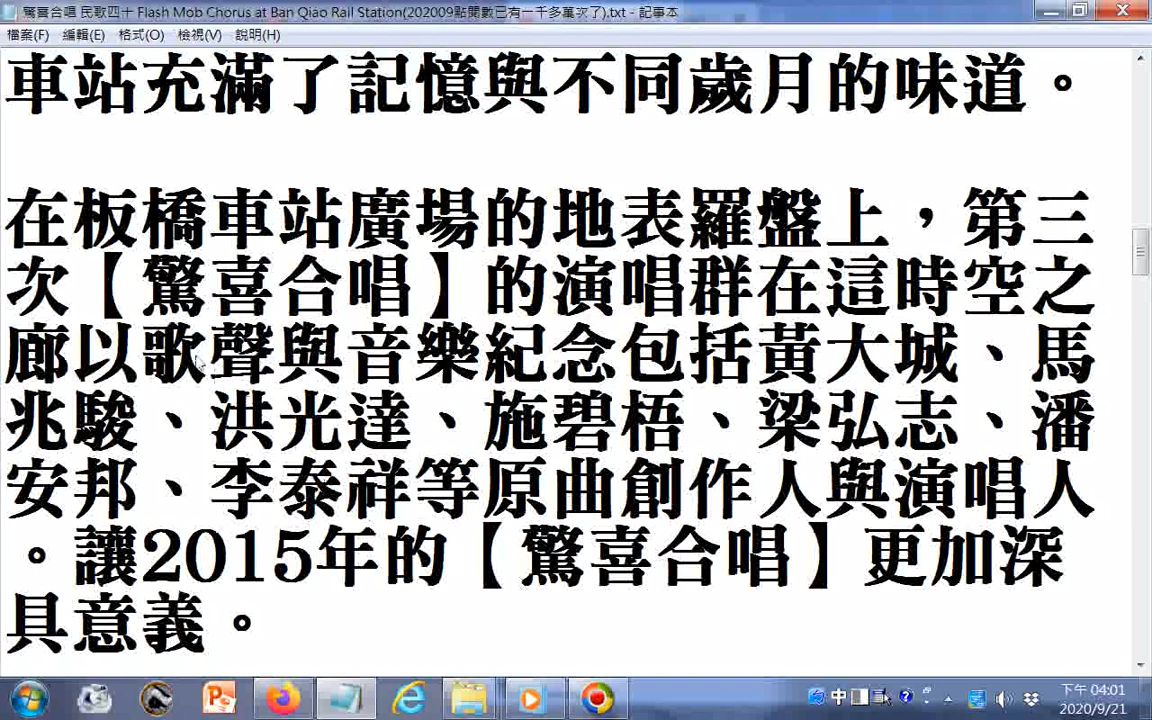 驚喜合唱 民歌四十 Flash Mob Chorus at Ban Qiao Rail Station(202009點閱數已有一千多萬次了).txt - 記事本
檔案(F) 編輯(E) 格式(O) 檢視(V) 說明(H)
車站充滿了記憶與不同歲月的味道。
在板橋車站廣場的地表羅盤上，第三
次【驚喜合唱】的演唱群在這時空之
廊以歌聲與音樂紀念包括黃大城、馬
兆駿、洪光達、施碧梧、梁弘志、潘
安邦、李泰祥等原曲創作人與演唱人
。讓2015年的【驚喜合唱】更加深
具意義。
中
下午 04:01
2020/9/21